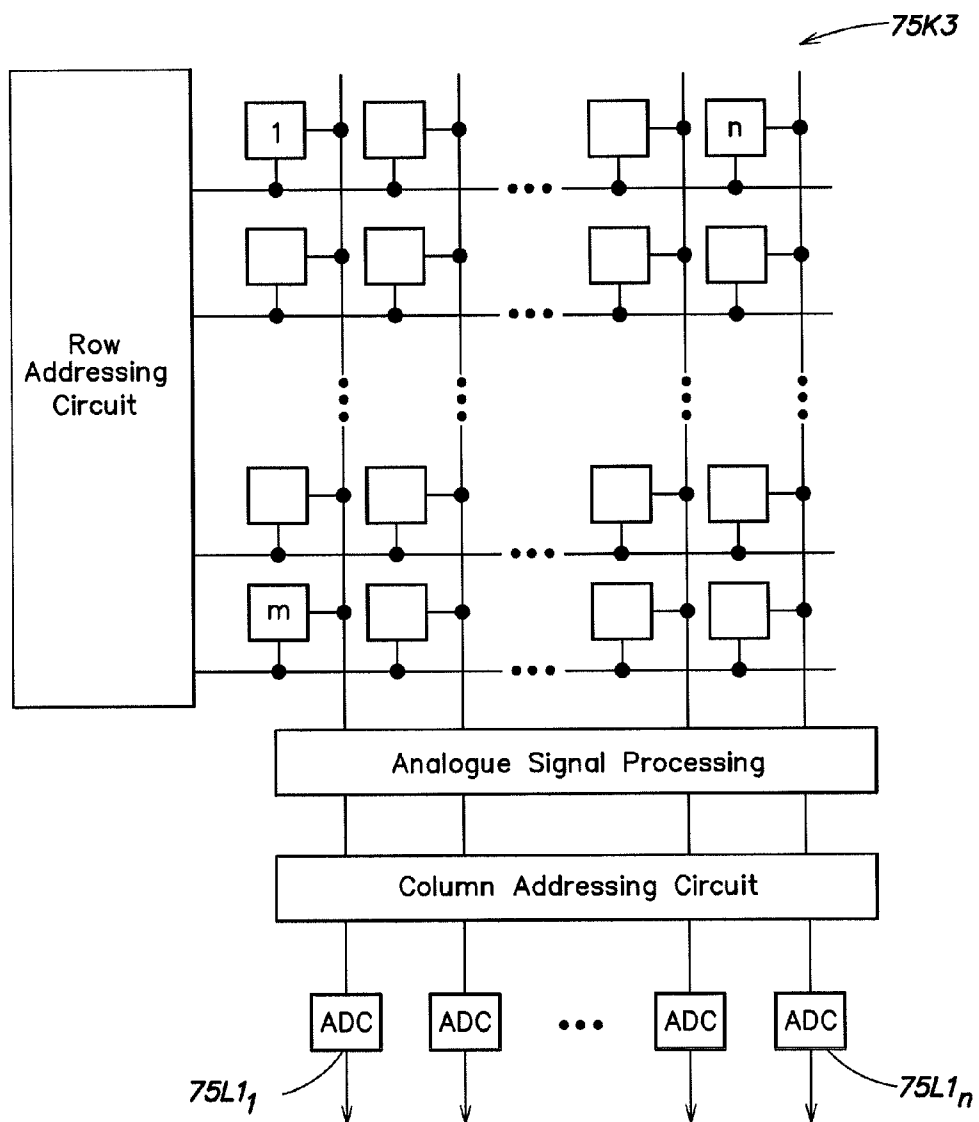 75K3
1
n
Row
Addressing
Circuit
m
Analogue Signal Processing
Column Addressing Circuit
ADC ADC ADC ADC
75L1₁ 75L1ₙ